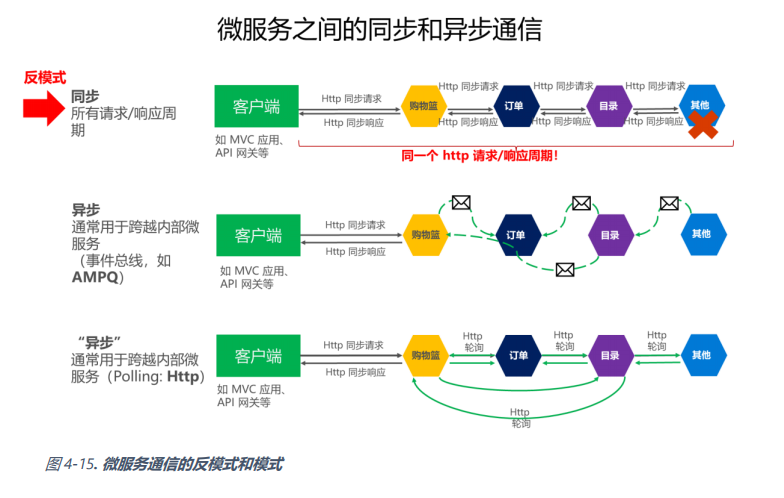 微服务之间的同步和异步通信
反模式
同步
所有请求/响应周
期
客户端
如 MVC 应用、
API 网关等
Http 同步请求
Http 同步响应
购物篮
Http 同步请求
Http 同步响应
订单
Http 同步请求
Http 同步响应
目录
Http 同步请求
Http 同步响应
其他
同一个 http 请求/响应周期！
异步
通常用于跨越内部微
服务
（事件总线，如
AMPQ）
客户端
如 MVC 应用、
API 网关等
Http 同步请求
Http 同步响应
购物篮
订单
目录
其他
“异步”
通常用于跨越内部微
服务（Polling: Http）
客户端
如 MVC 应用、
API 网关等
Http 同步请求
Http 同步响应
购物篮
Http
轮询
订单
Http
轮询
目录
Http
轮询
其他
Http
轮询
图 4-15. 微服务通信的反模式和模式